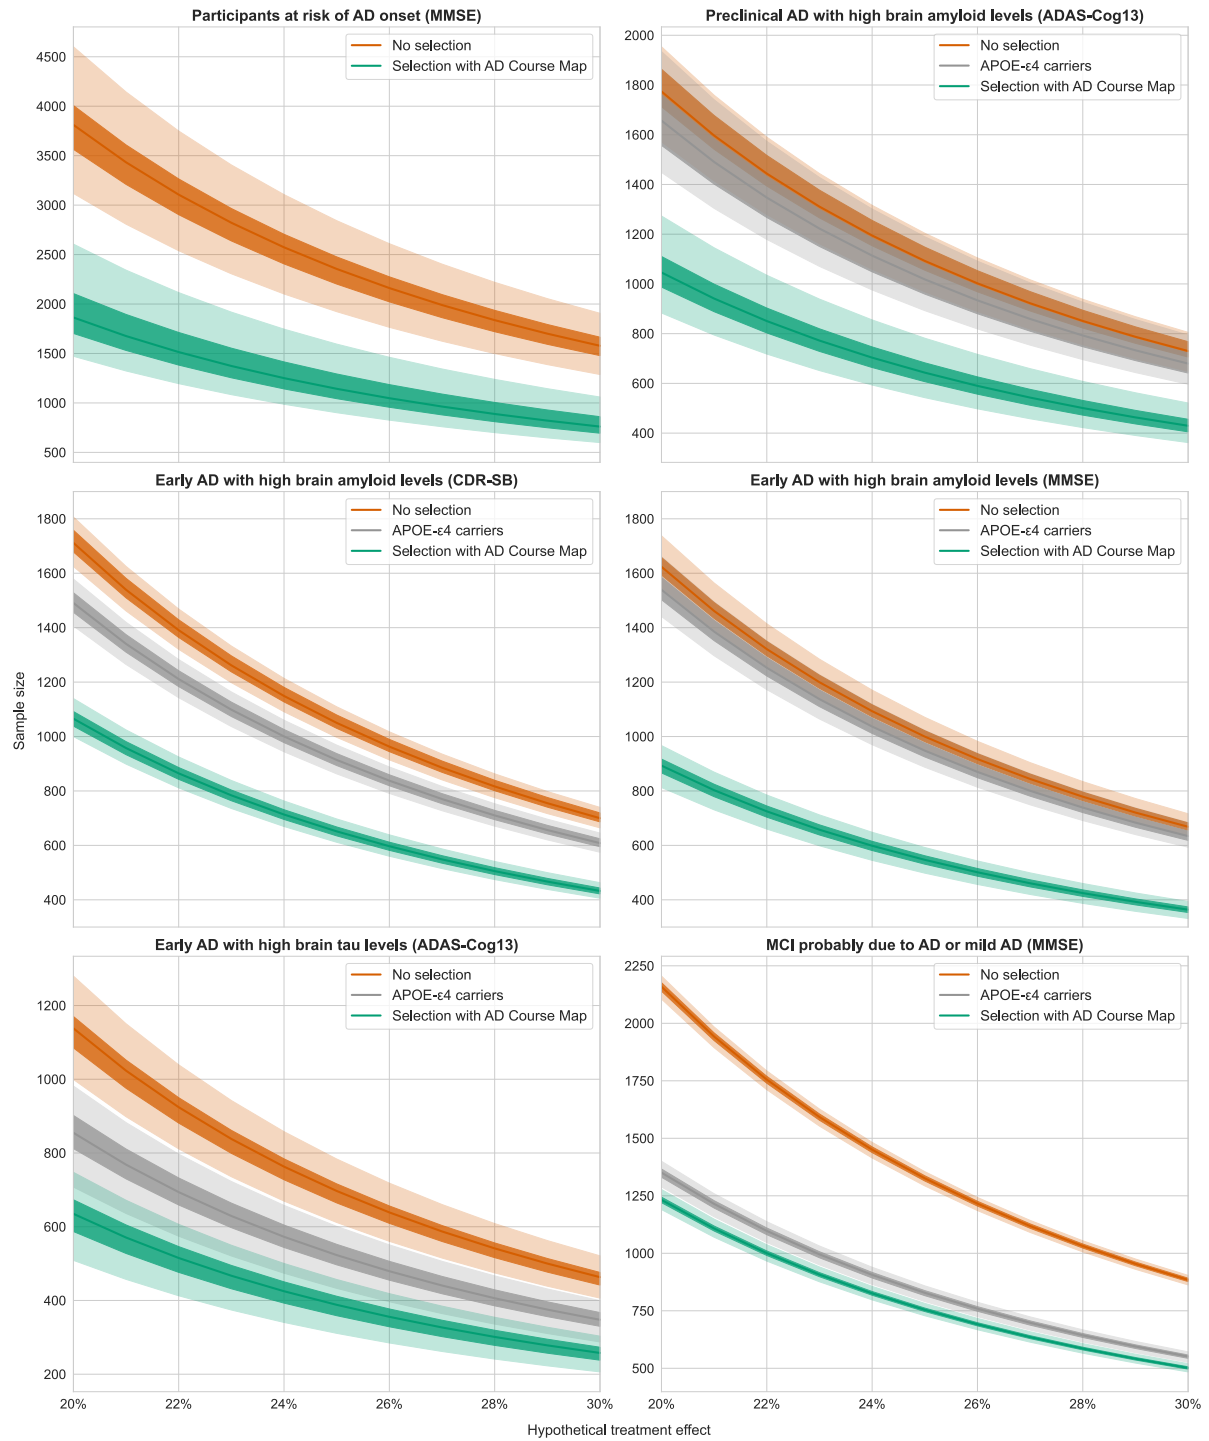 Participants at risk of AD onset (MMSE)
No selection
Selection with AD Course Map
4500
4000
3500
3000
2500
2000
1500
1000
500
Preclinical AD with high brain amyloid levels (ADAS-Cog13)
No selection
APOE-ε4 carriers
Selection with AD Course Map
2000
1800
1600
1400
1200
1000
800
600
400
Early AD with high brain amyloid levels (CDR-SB)
No selection
APOE-ε4 carriers
Selection with AD Course Map
1800
1600
1400
1200
1000
800
600
400
Sample size
Early AD with high brain amyloid levels (MMSE)
No selection
APOE-ε4 carriers
Selection with AD Course Map
1800
1600
1400
1200
1000
800
600
400
Early AD with high brain tau levels (ADAS-Cog13)
No selection
APOE-ε4 carriers
Selection with AD Course Map
1200
1000
800
600
400
200
20% 22% 24% 26% 28% 30%
MCI probably due to AD or mild AD (MMSE)
No selection
APOE-ε4 carriers
Selection with AD Course Map
2250
2000
1750
1500
1250
1000
750
500
20% 22% 24% 26% 28% 30%
Hypothetical treatment effect